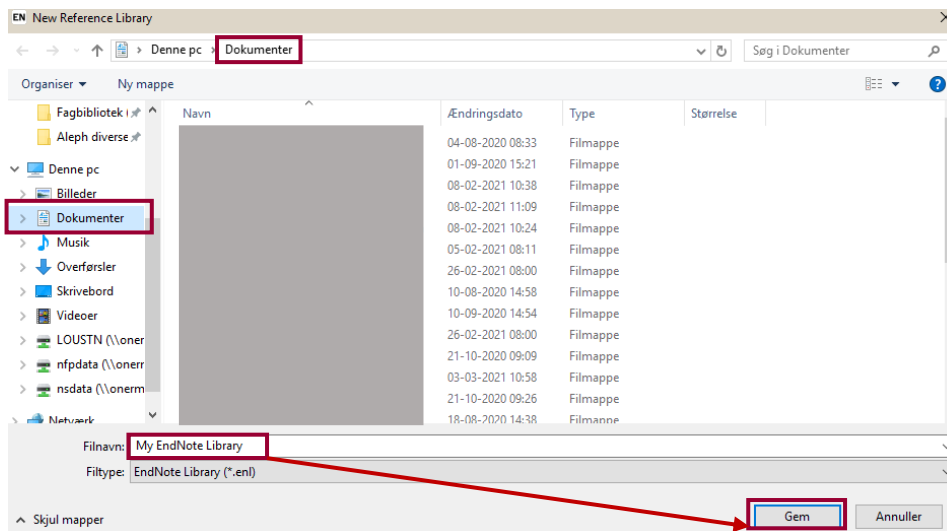 EN New Reference Library
Denne pc › Dokumenter
Søg i Dokumenter
Organiser
Ny mappe
Fagbibliotek
Aleph diverse
Denne pc
Billeder
Dokumenter
Musik
Overførsler
Skrivebord
Videoer
LOUSTN (\\oner
nfpdata (\\onerr
nsdata (\\onerm
Netværk
Navn Ændringsdato Type Størrelse
04-08-2020 08:33 Filmappe
01-09-2020 15:21 Filmappe
08-02-2021 10:38 Filmappe
08-02-2021 11:09 Filmappe
08-02-2021 10:24 Filmappe
05-02-2021 08:11 Filmappe
26-02-2021 08:00 Filmappe
10-08-2020 14:58 Filmappe
10-09-2020 14:54 Filmappe
26-02-2021 08:00 Filmappe
21-10-2020 09:09 Filmappe
03-03-2021 10:58 Filmappe
21-10-2020 09:26 Filmappe
18-08-2020 14:38 Filmappe
Filnavn: My EndNote Library
Filtype: EndNote Library (*.enl)
Skjul mapper
Gem
Annuller